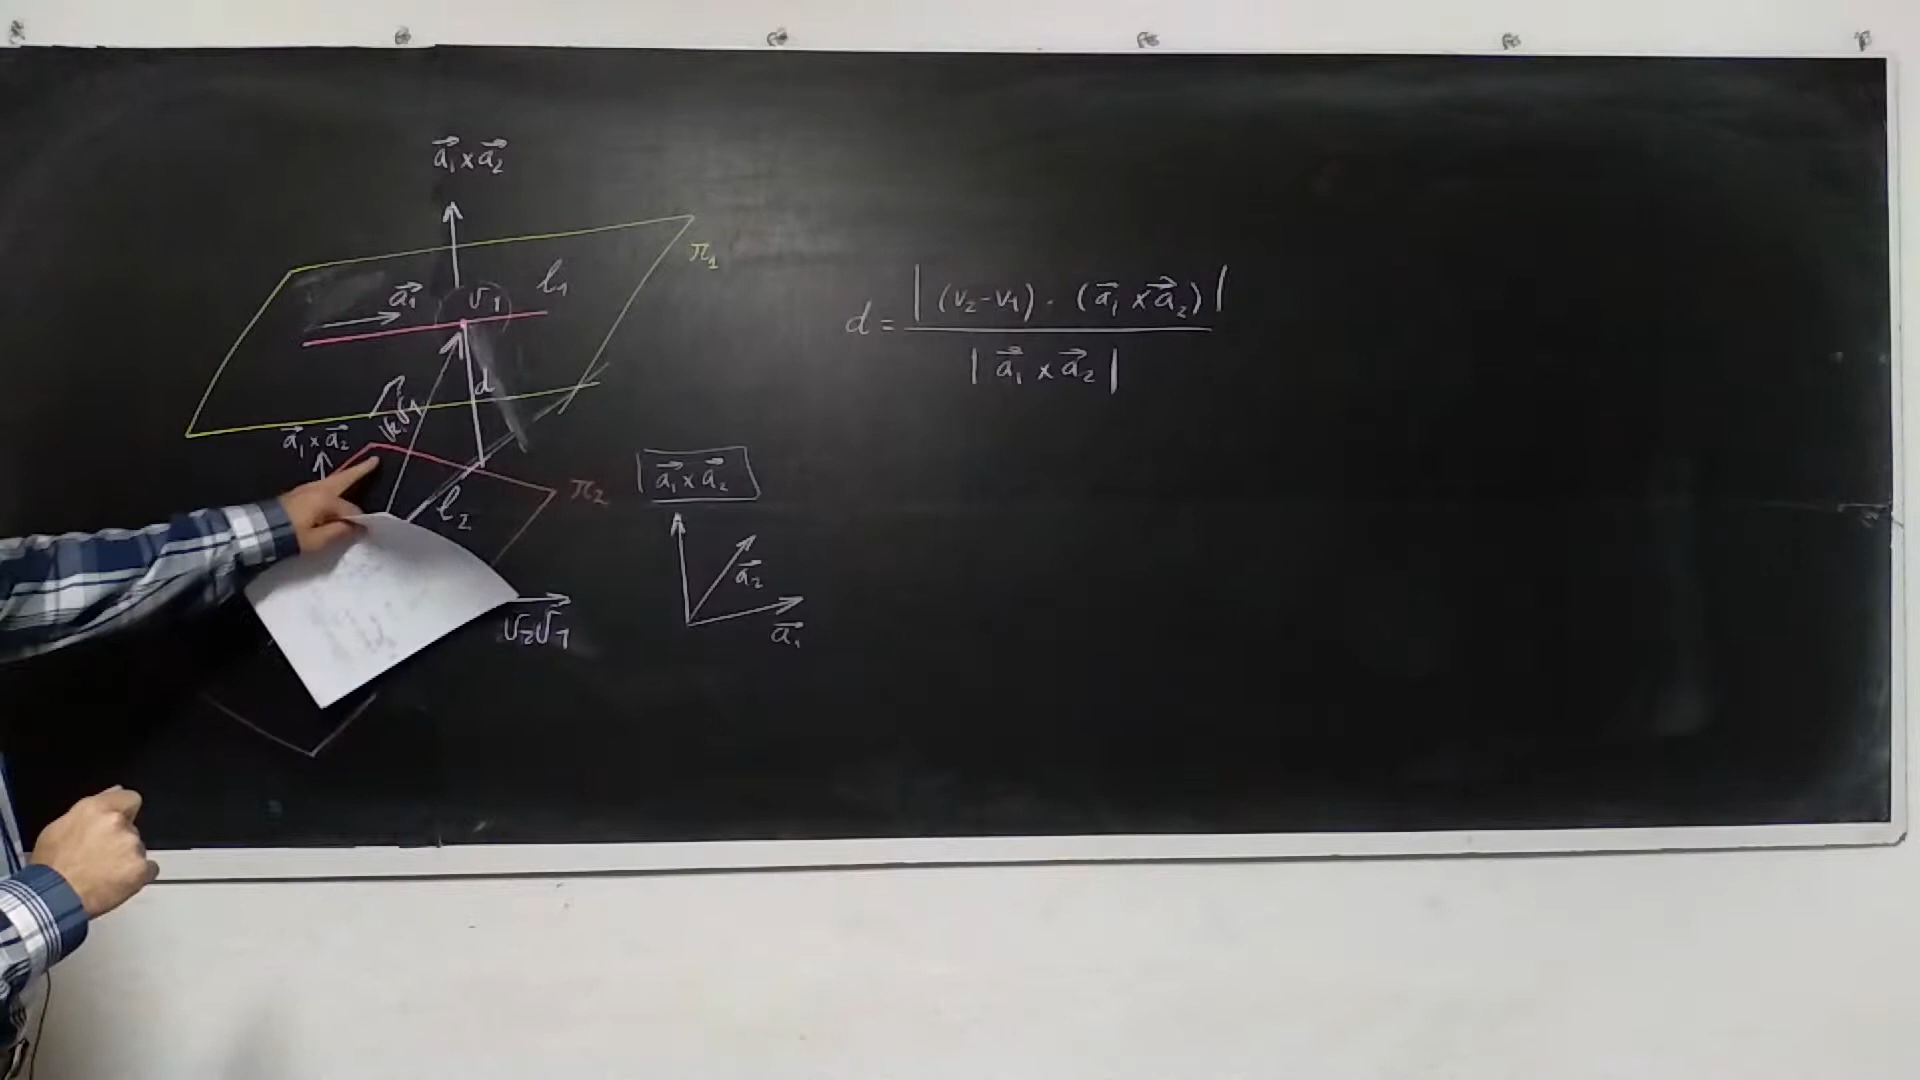 a⃗₁ × a⃗₂
π₁
a⃗₁
v₁
l₁
d = |(v₂-v₁) · (a⃗₁ × a⃗₂)| / |a⃗₁ × a⃗₂|
d
a⃗₁ × a⃗₂
π₂
a⃗₁ × a⃗₂
l₂
a⃗₂
v₂v₁
a⃗₁